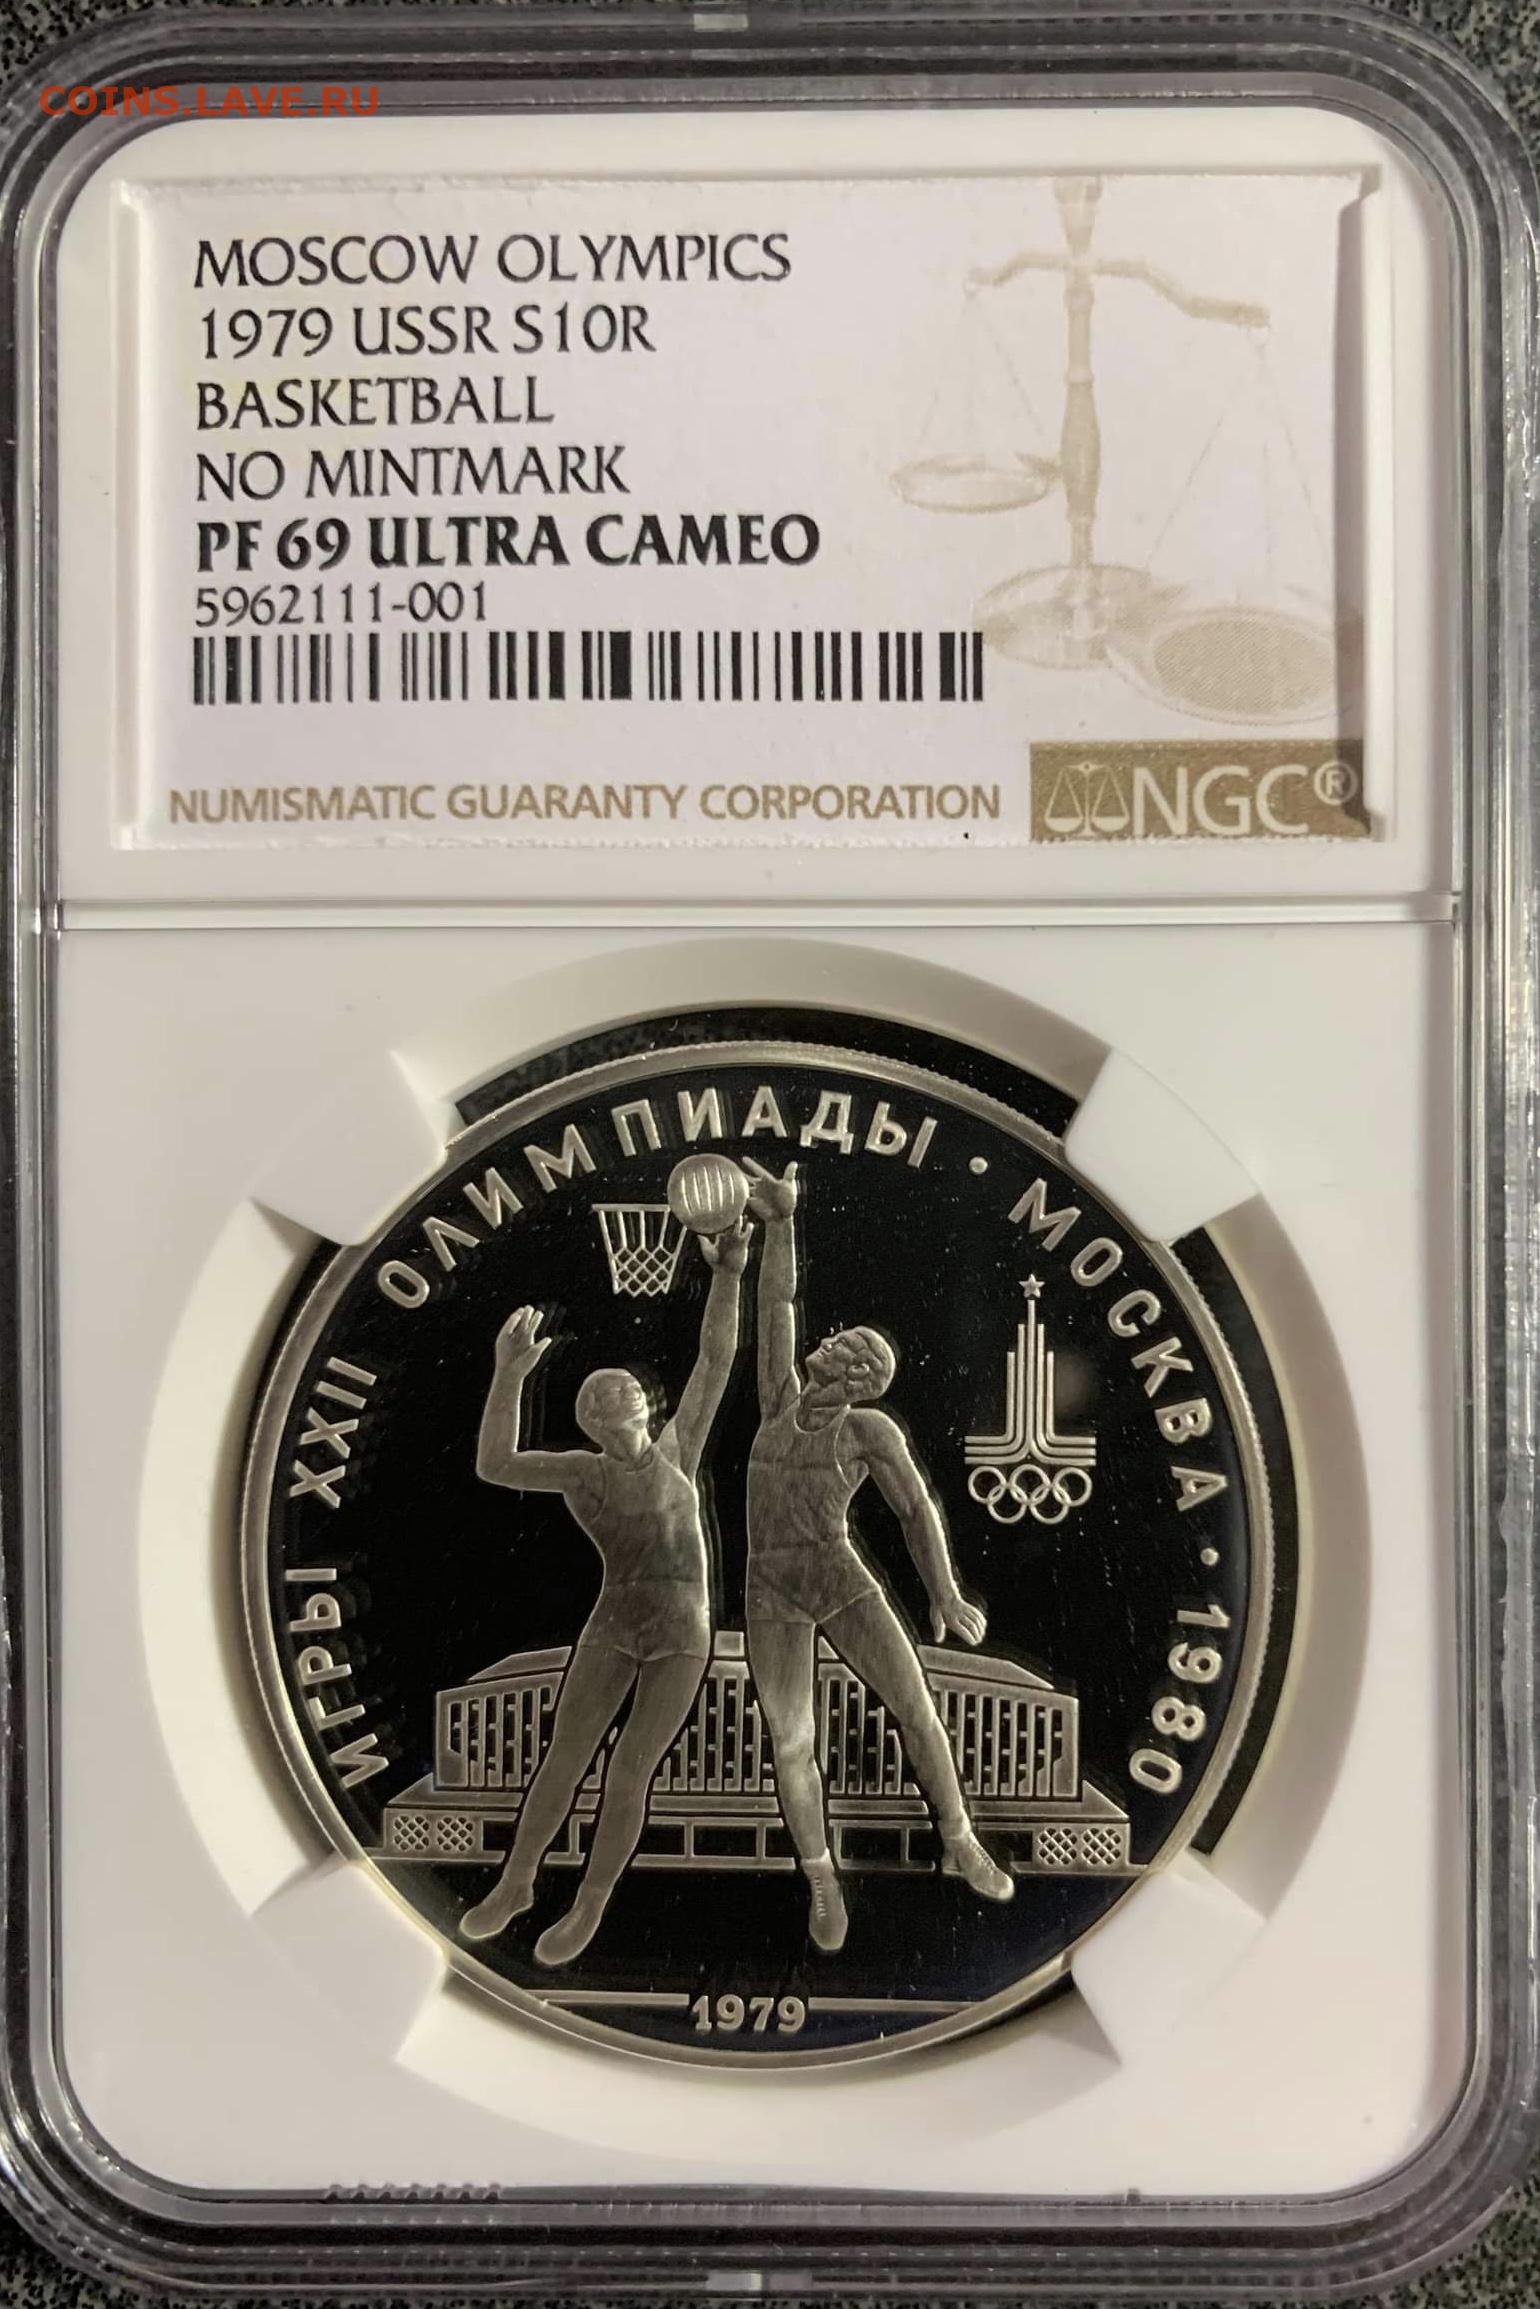 COINS.LAVE.RU
MOSCOW OLYMPICS
1979 USSR S10R
BASKETBALL
NO MINTMARK
PF 69 ULTRA CAMEO
5962111-001
NUMISMATIC GUARANTY CORPORATION
NGC®
ИГРЫ XXII ОЛИМПИАДЫ • МОСКВА • 1980
1979